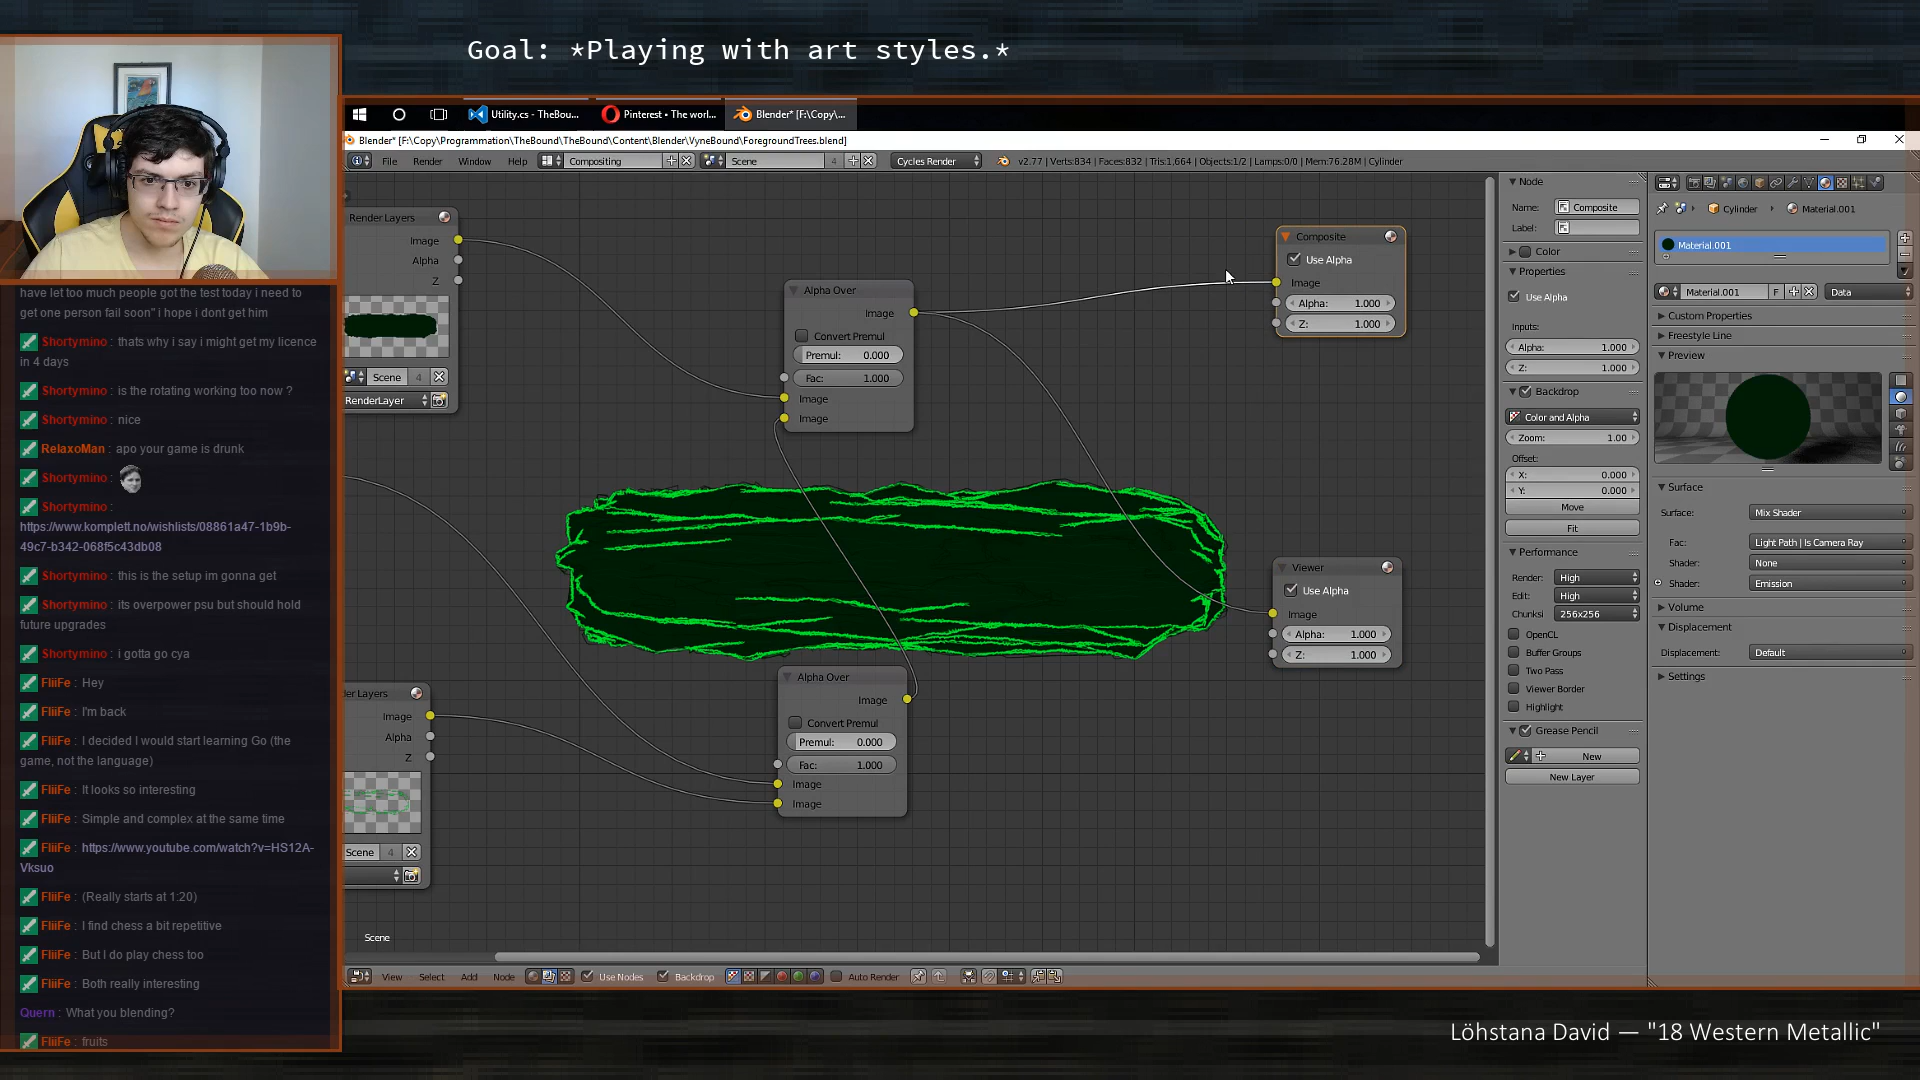 Goal: *Playing with art styles.*
Utility.cs - TheBou...
Pinterest • The worl...
Blender* [F:\Copy\...
Blender* [F:\Copy\Programmation\TheBound\TheBound\Content\Blender\VyneBound\ForegroundTrees.blend]
File Render Window Help Compositing Scene 4 Cycles Render v2.77 | Verts:834 | Faces:832 | Tris:1,664 | Objects:1/2 | Lamps:0/0 | Mem:76.28M | Cylinder
have let too much people got the test today i need to
get one person fail soon" i hope i dont get him
Shortymino : thats why i say i might get my licence
in 4 days
Shortymino : is the rotating working too now ?
Shortymino : nice
RelaxoMan : apo your game is drunk
Shortymino :
Shortymino :
https://www.komplett.no/wishlists/08861a47-1b9b-
49c7-b342-068f5c43db08
Shortymino : this is the setup im gonna get
Shortymino : its overpower psu but should hold
future upgrades
Shortymino : i gotta go cya
FliiFe : Hey
FliiFe : I'm back
FliiFe : I decided I would start learning Go (the
game, not the language)
FliiFe : It looks so interesting
FliiFe : Simple and complex at the same time
FliiFe : https://www.youtube.com/watch?v=HS12A-
Vksuo
FliiFe : (Really starts at 1:20)
FliiFe : I find chess a bit repetitive
FliiFe : But I do play chess too
FliiFe : Both really interesting
Quern : What you blending?
FliiFe : fruits
Render Layers
Image
Alpha
Z
Scene 4
RenderLayer
Alpha Over
Image
Convert Premul
Premul: 0.000
Fac: 1.000
Image
Image
Composite
Use Alpha
Image
Alpha: 1.000
Z: 1.000
Viewer
Use Alpha
Image
Alpha: 1.000
Z: 1.000
der Layers
Image
Alpha
Z
Scene 4
Alpha Over
Image
Convert Premul
Premul: 0.000
Fac: 1.000
Image
Image
Scene
View Select Add Node Use Nodes Backdrop Auto Render
Node
Name: Composite
Label:
Color
Properties
Use Alpha
Inputs:
Alpha: 1.000
Z: 1.000
Backdrop
Color and Alpha
Zoom: 1.00
Offset:
X: 0.000
Y: 0.000
Move
Fit
Performance
Render: High
Edit: High
Chunksi 256x256
OpenCL
Buffer Groups
Two Pass
Viewer Border
Highlight
Grease Pencil
New
New Layer
Cylinder Material.001
Material.001
Material.001 F Data
Custom Properties
Freestyle Line
Preview
Surface
Surface: Mix Shader
Fac: Light Path | Is Camera Ray
Shader: None
Shader: Emission
Volume
Displacement
Displacement: Default
Settings
Löhstana David — "18 Western Metallic"